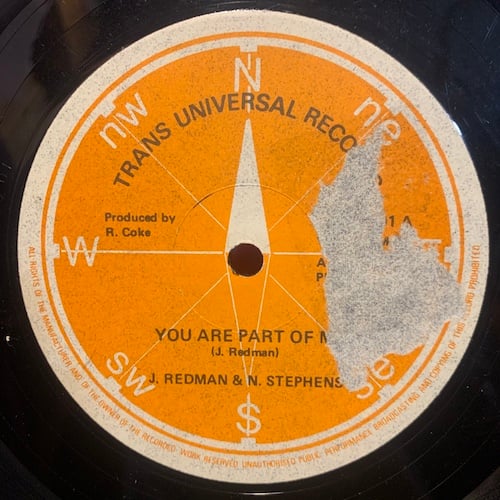 N
nw
ne
TRANS UNIVERSAL RECO
Produced by
R. Coke
1 A
W
A
P
YOU ARE PART OF M
(J. Redman)
J. REDMAN & N. STEPHENS
sw
se
S
ALL RIGHTS OF THE MANUFACTURER AND OF THE OWNER OF THE RECORDED WORK RESERVED UNAUTHORISED PUBLIC PERFORMANCE BROADCASTING AND COPYING OF THIS RECORD PROHIBITED